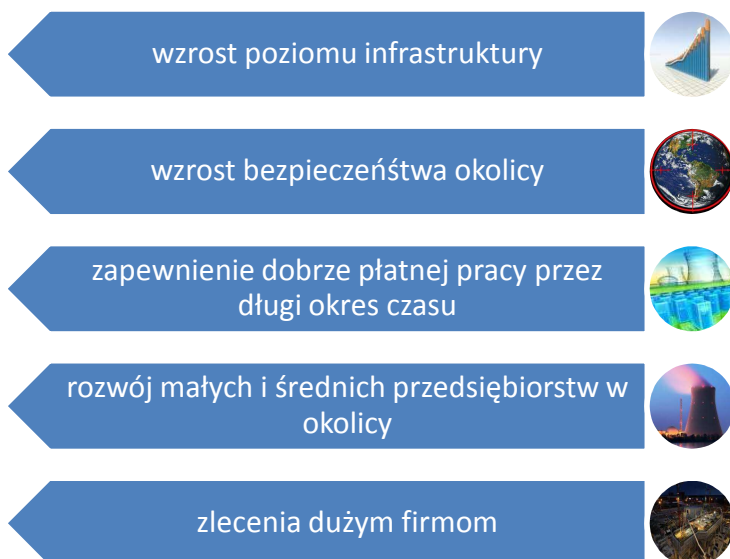 wzrost poziomu infrastruktury
wzrost bezpieczeńśtwa okolicy
zapewnienie dobrze płatnej pracy przez
długi okres czasu
rozwój małych i średnich przedsiębiorstw w
okolicy
zlecenia dużym firmom